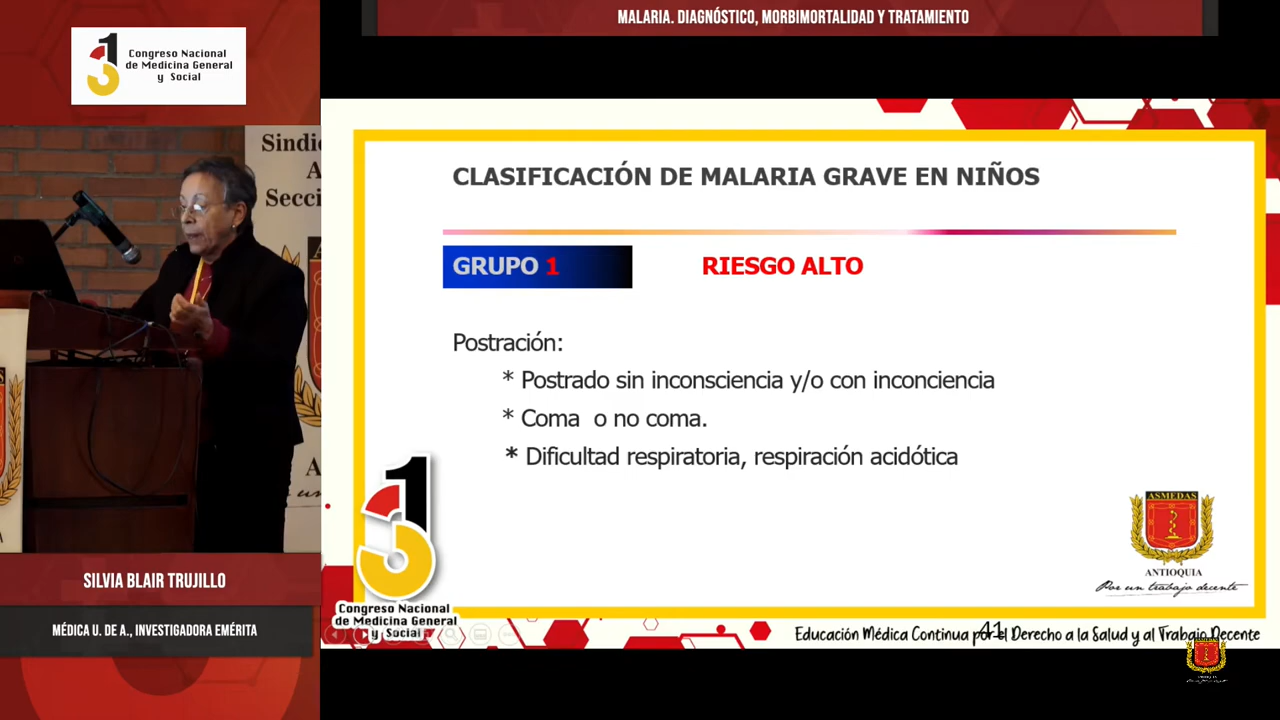 MALARIA. DIAGNÓSTICO, MORBIMORTALIDAD Y TRATAMIENTO
Congreso Nacional
de Medicina General
y Social
Sindic
A
Secci
CLASIFICACIÓN DE MALARIA GRAVE EN NIÑOS
GRUPO 1
RIESGO ALTO
Postración:
* Postrado sin inconsciencia y/o con inconciencia
* Coma o no coma.
* Dificultad respiratoria, respiración acidótica
ASMEDAS
ANTIOQUIA
Por un trabajo decente
Congreso Nacional
de Medicina General
y Social
41
Educación Médica Continua por el Derecho a la Salud y al Trabajo Decente
SILVIA BLAIR TRUJILLO
MÉDICA U. DE A., INVESTIGADORA EMÉRITA